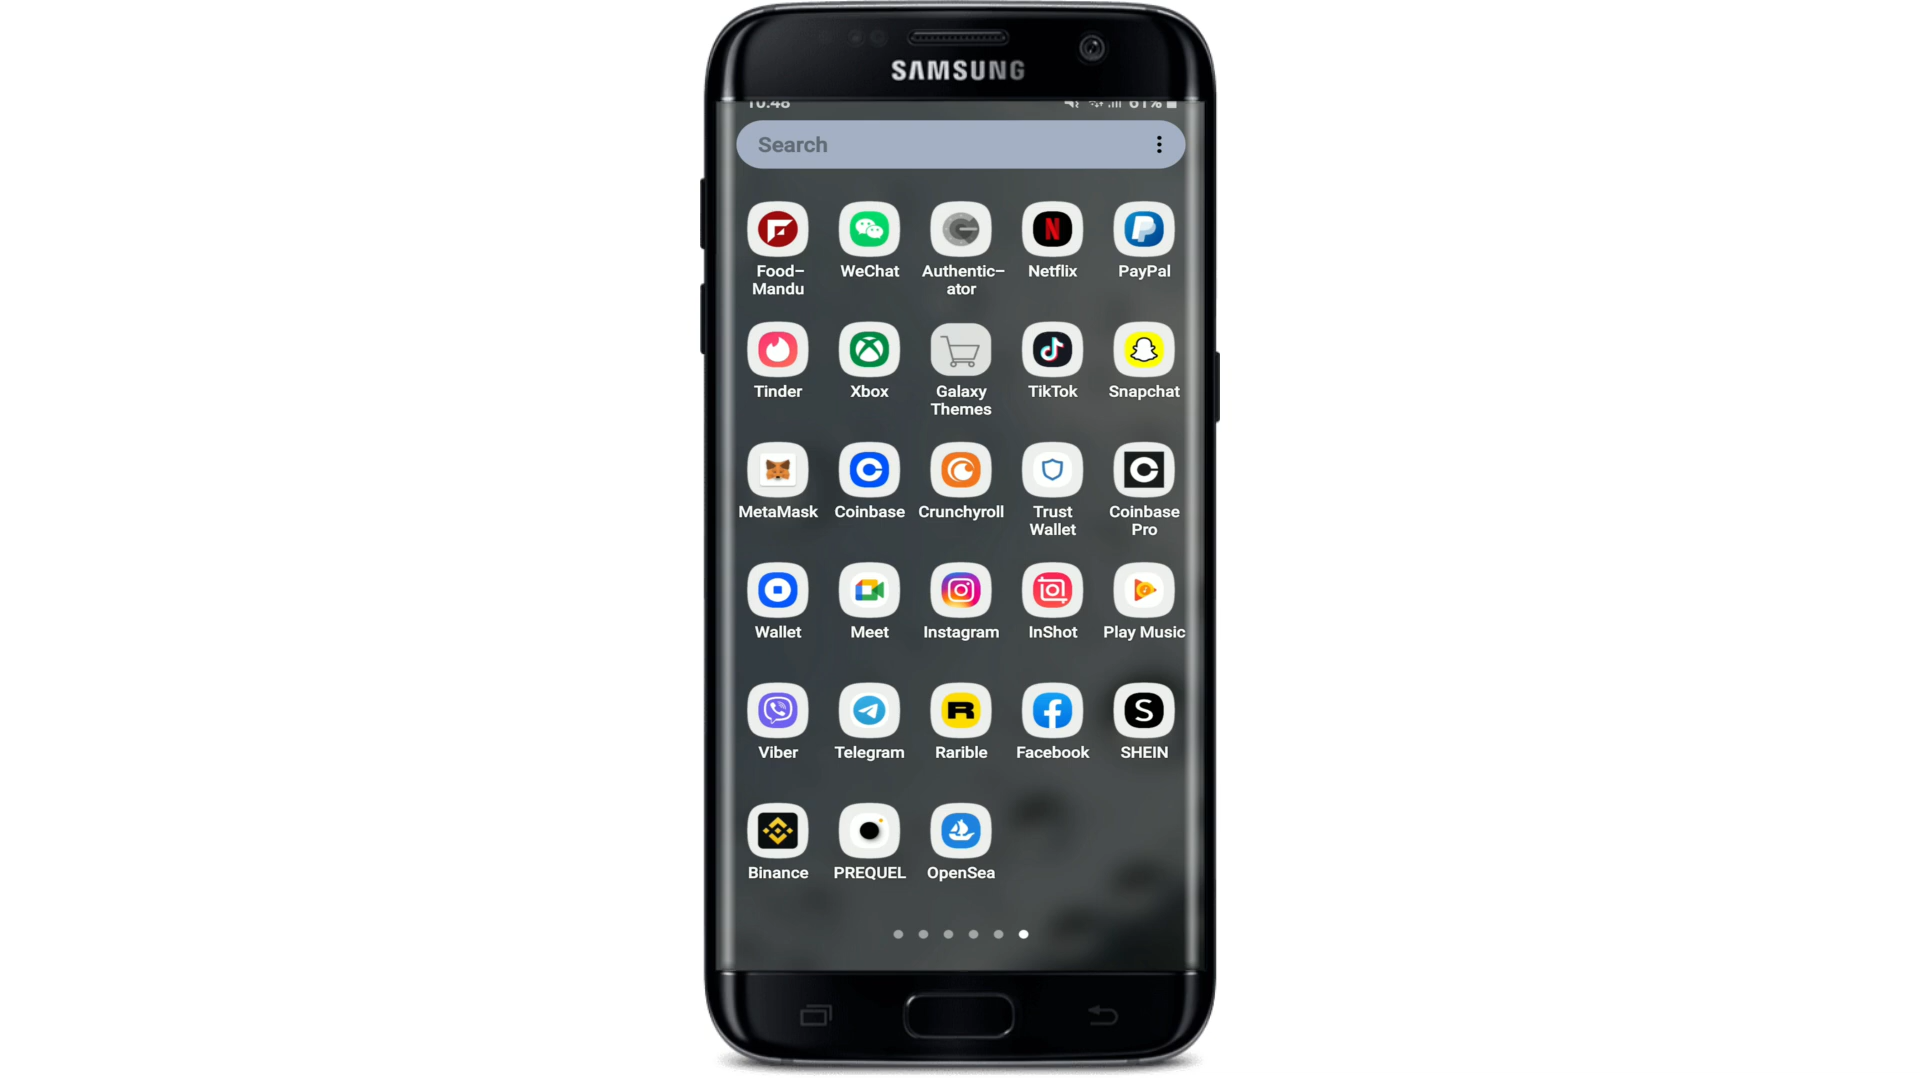 SAMSUNG
10:48 61%
Search
Food-
Mandu
WeChat
Authentic-
ator
Netflix
PayPal
Tinder
Xbox
Galaxy
Themes
TikTok
Snapchat
MetaMask
Coinbase
Crunchyroll
Trust
Wallet
Coinbase
Pro
Wallet
Meet
Instagram
InShot
Play Music
Viber
Telegram
Rarible
Facebook
SHEIN
Binance
PREQUEL
OpenSea